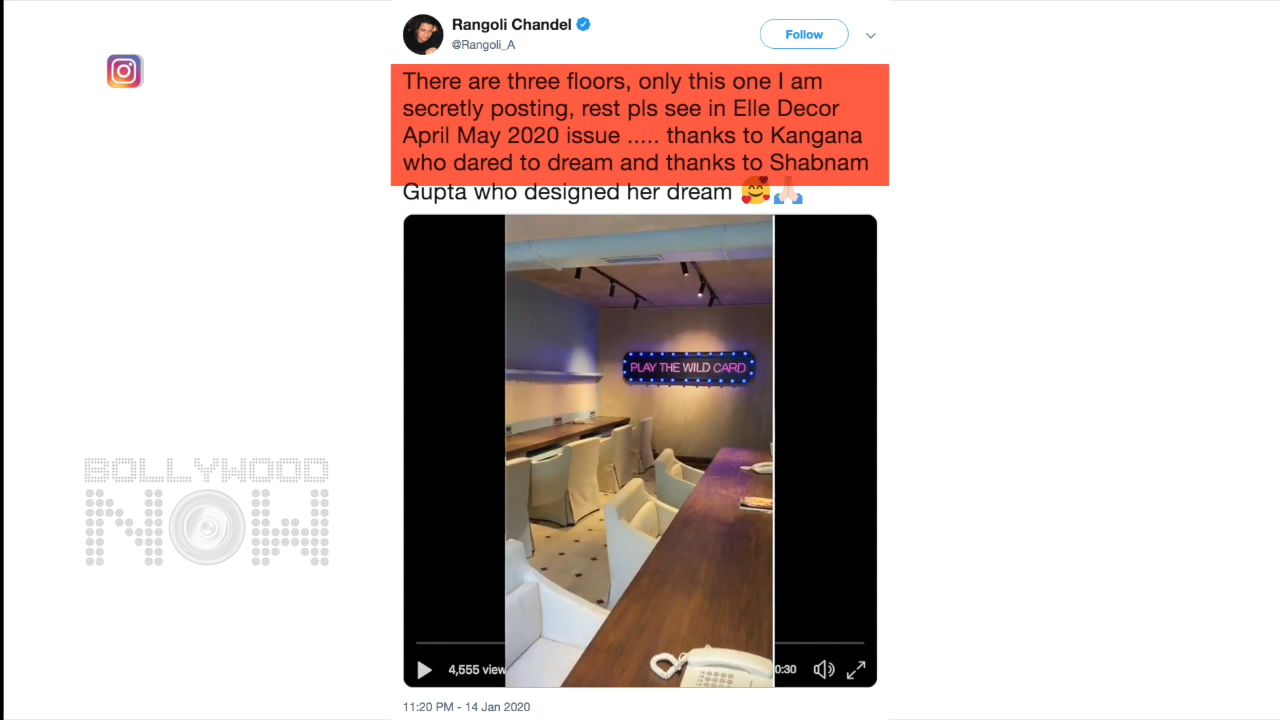 Rangoli Chandel
@Rangoli_A
Follow
There are three floors, only this one I am
secretly posting, rest pls see in Elle Decor
April May 2020 issue ..... thanks to Kangana
who dared to dream and thanks to Shabnam
Gupta who designed her dream 🥰🙏🏻
PLAY THE WILD CARD
4,555 view
0:30
11:20 PM - 14 Jan 2020
BOLLYWOOD
NOW